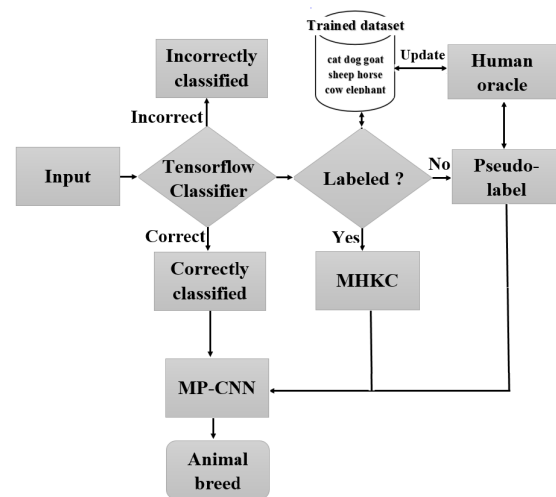 Trained dataset
cat dog goat
sheep horse
cow elephant
Update
Human
oracle
Incorrectly
classified
Incorrect
Input
Tensorflow
Classifier
Labeled ?
No
Pseudo-
label
Correct
Yes
Correctly
classified
MHKC
MP-CNN
Animal
breed